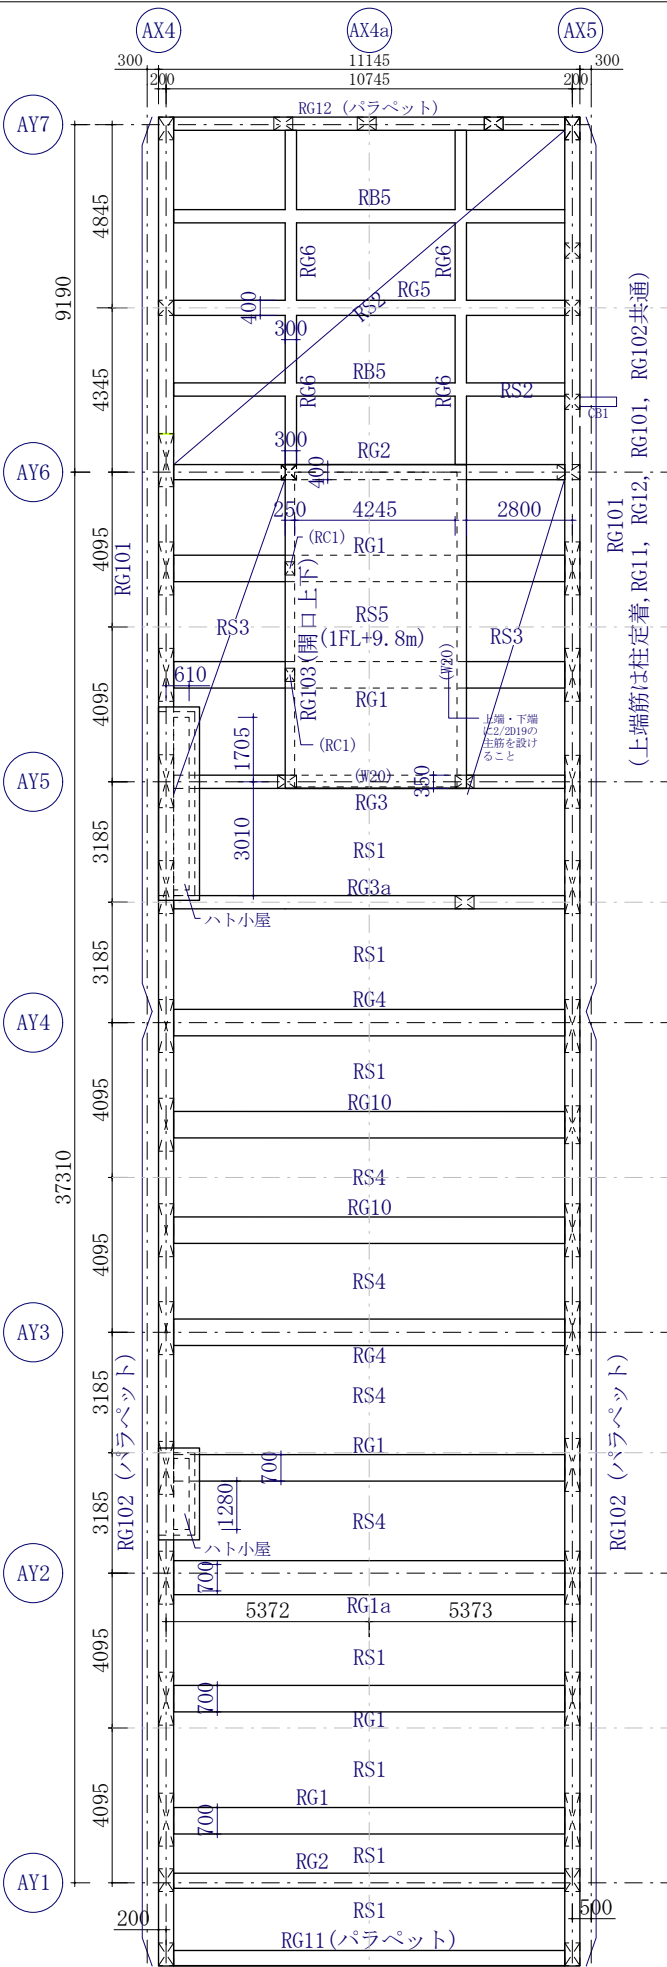 AX4 AX4a AX5
300 11145 300
200 10745 200
RG12 (パラペット)
AY7
4845
RB5
RG6 RG6
9190
RG5
RS2
400
300
4345
RB5
RG6 RG6
RS2
CB1
300
RG2
AY6
400
250 4245 2800
(RC1)
RG1
4095
RG101
RG101
(上端筋は柱定着,RG11, RG12, RG101, RG102共通)
RS3
RG103(開口上下)
RS5
(1FL+9.8m)
RS3
(W20)
610
RG1
4095
1705
(RC1)
上端・下端
に2/2D19の
主筋を設け
ること
AY5
(W20)
350
RG3
3185
3010
RS1
RG3a
ハト小屋
3185
RS1
RG4
AY4
RS1
4095
RG10
37310
RS4
RG10
4095
RS4
AY3
RG4
3185
RS4
RG102 (パラペット)
RG102 (パラペット)
RG1
700
1280
3185
RS4
ハト小屋
AY2
700
RG1a
5372 5373
4095
RS1
700
RG1
RS1
4095
RG1
700
RS1
RG2
AY1
RS1
200 500
RG11(パラペット)